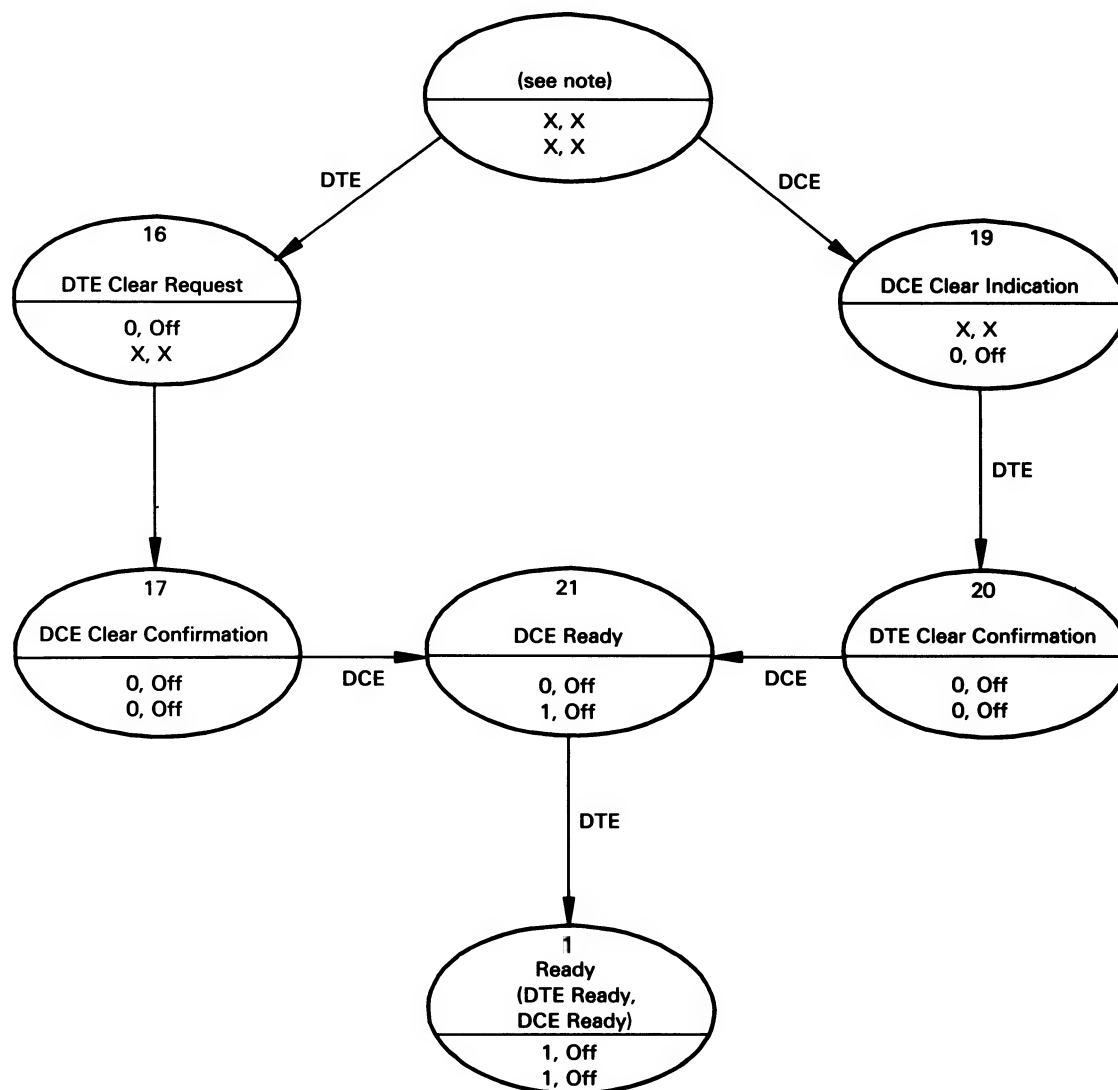 (see note)
X, X
X, X
DTE
DCE
16
DTE Clear Request
0, Off
X, X
19
DCE Clear Indication
X, X
0, Off
DTE
17
DCE Clear Confirmation
0, Off
0, Off
DCE
21
DCE Ready
0, Off
1, Off
DCE
20
DTE Clear Confirmation
0, Off
0, Off
DTE
1
Ready
(DTE Ready,
DCE Ready)
1, Off
1, Off